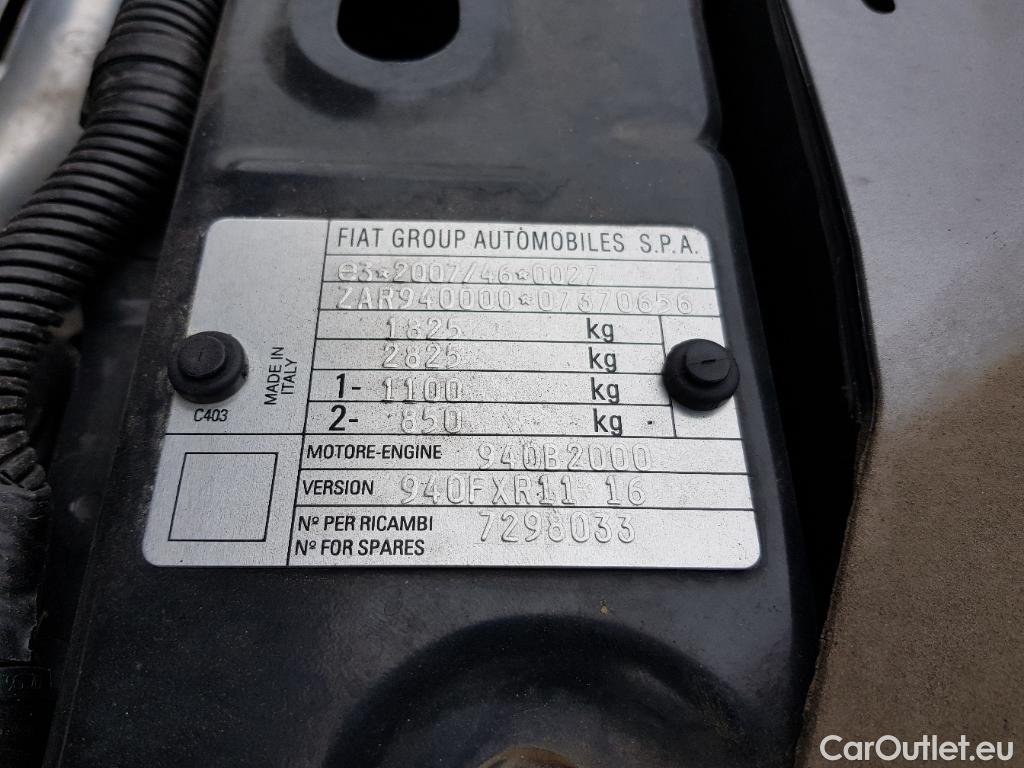 FIAT GROUP AUTOMOBILES S.P.A.
e3*2007/46*0027
ZAR940000*07370656
1825 kg
2825 kg
1- 1100 kg
2- 850 kg
MADE IN
ITALY
C403
MOTORE-ENGINE 940B2000
VERSION 940FXR11 16
Nº PER RICAMBI
Nº FOR SPARES
7298033
CarOutlet.eu